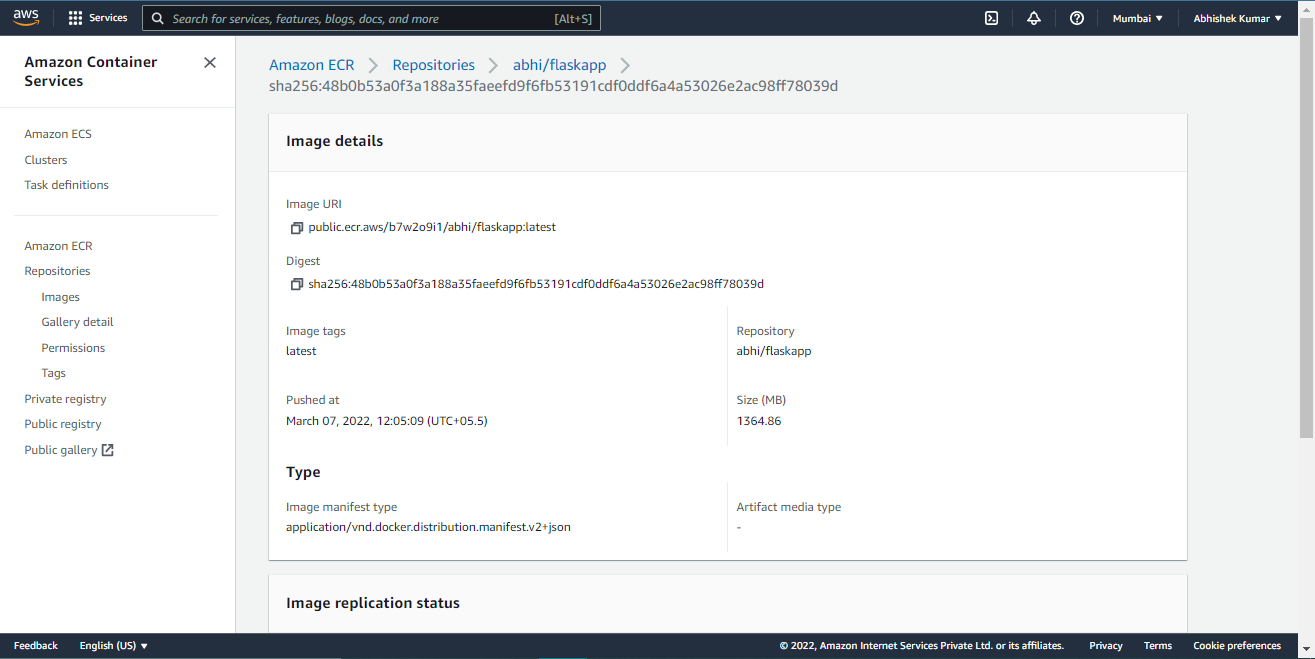 aws
Services
Search for services, features, blogs, docs, and more
[Alt+S]
Mumbai
Abhishek Kumar
Amazon Container
Services
Amazon ECS
Clusters
Task definitions
Amazon ECR
Repositories
Images
Gallery detail
Permissions
Tags
Private registry
Public registry
Public gallery
Amazon ECR
Repositories
abhi/flaskapp
sha256:48b0b53a0f3a188a35faeefd9f6fb53191cdf0ddf6a4a53026e2ac98ff78039d
Image details
Image URI
public.ecr.aws/b7w2o9i1/abhi/flaskapp:latest
Digest
sha256:48b0b53a0f3a188a35faeefd9f6fb53191cdf0ddf6a4a53026e2ac98ff78039d
Image tags
latest
Repository
abhi/flaskapp
Pushed at
March 07, 2022, 12:05:09 (UTC+05.5)
Size (MB)
1364.86
Type
Image manifest type
application/vnd.docker.distribution.manifest.v2+json
Artifact media type
-
Image replication status
Feedback
English (US)
© 2022, Amazon Internet Services Private Ltd. or its affiliates.
Privacy
Terms
Cookie preferences